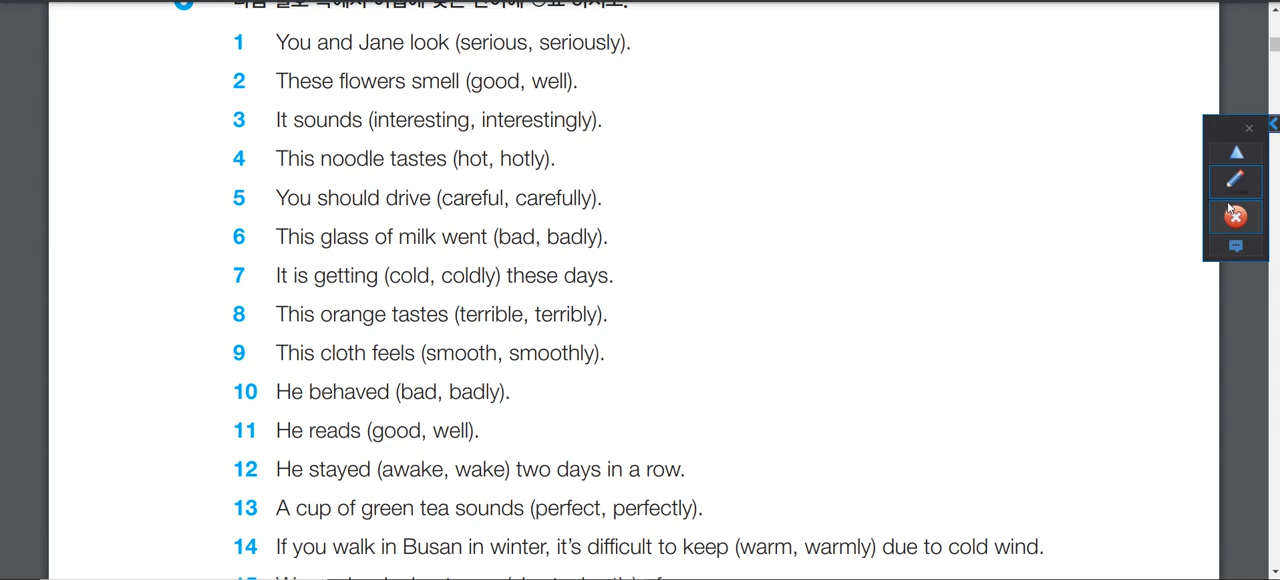 1 You and Jane look (serious, seriously).
2 These flowers smell (good, well).
3 It sounds (interesting, interestingly).
4 This noodle tastes (hot, hotly).
5 You should drive (careful, carefully).
6 This glass of milk went (bad, badly).
7 It is getting (cold, coldly) these days.
8 This orange tastes (terrible, terribly).
9 This cloth feels (smooth, smoothly).
10 He behaved (bad, badly).
11 He reads (good, well).
12 He stayed (awake, wake) two days in a row.
13 A cup of green tea sounds (perfect, perfectly).
14 If you walk in Busan in winter, it's difficult to keep (warm, warmly) due to cold wind.